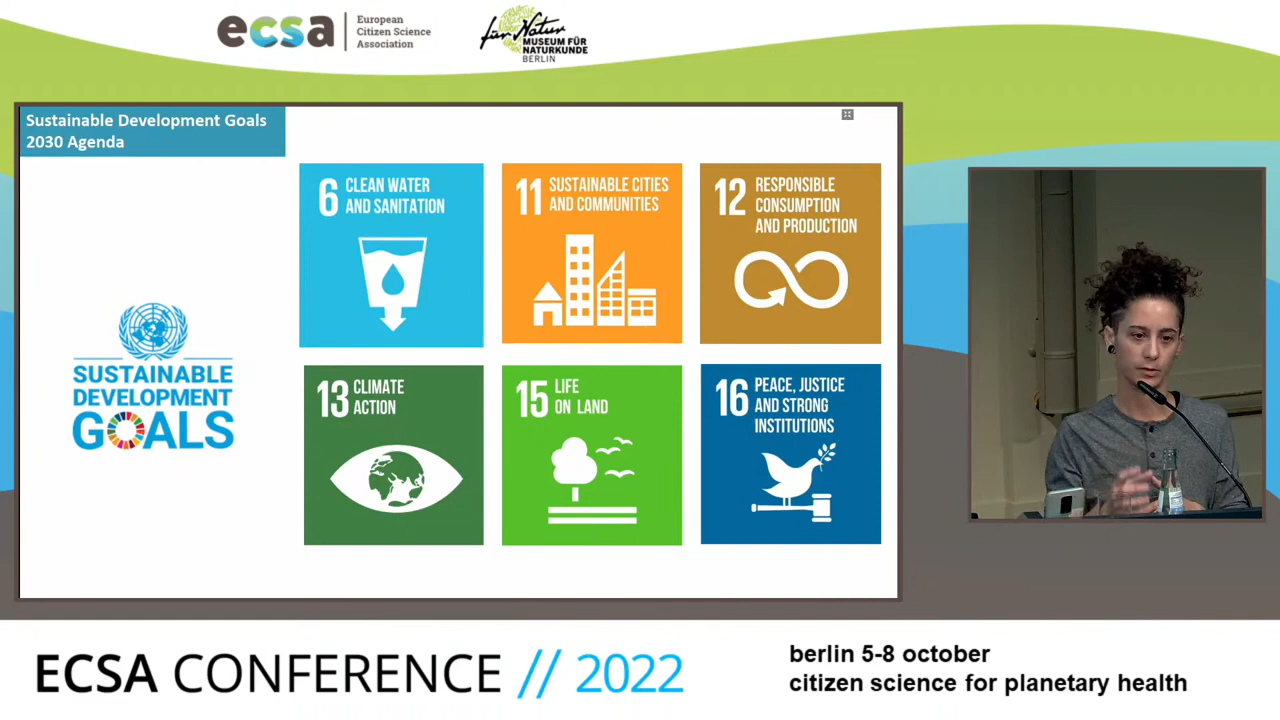 ecsa
European
Citizen Science
Association
für Natur
MUSEUM FÜR
NATURKUNDE
BERLIN
Sustainable Development Goals
2030 Agenda
6 CLEAN WATER
AND SANITATION
11 SUSTAINABLE CITIES
AND COMMUNITIES
12 RESPONSIBLE
CONSUMPTION
AND PRODUCTION
SUSTAINABLE
DEVELOPMENT
GOALS
13 CLIMATE
ACTION
15 LIFE
ON LAND
16 PEACE, JUSTICE
AND STRONG
INSTITUTIONS
ECSA CONFERENCE // 2022
berlin 5-8 october
citizen science for planetary health